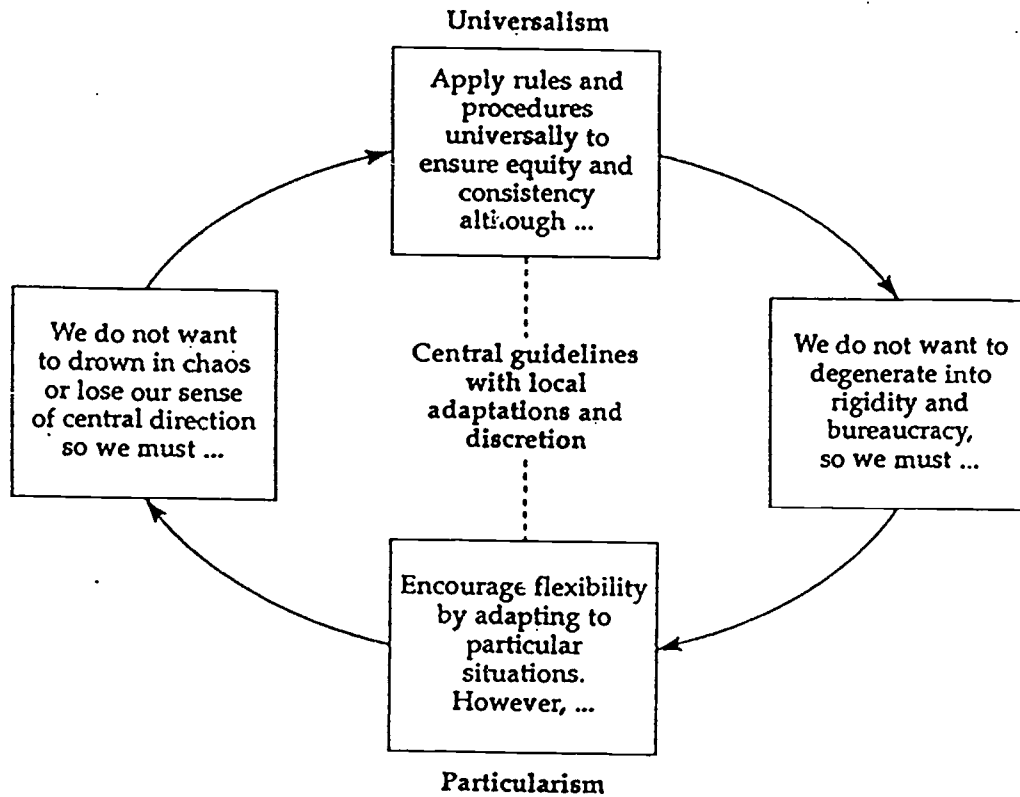 Universalism
Apply rules and
procedures
universally to
ensure equity and
consistency
although ...
We do not want
to drown in chaos
or lose our sense
of central direction
so we must ...
Central guidelines
with local
adaptations and
discretion
We do not want to
degenerate into
rigidity and
bureaucracy,
so we must ...
Encourage flexibility
by adapting to
particular
situations.
However, ...
Particularism